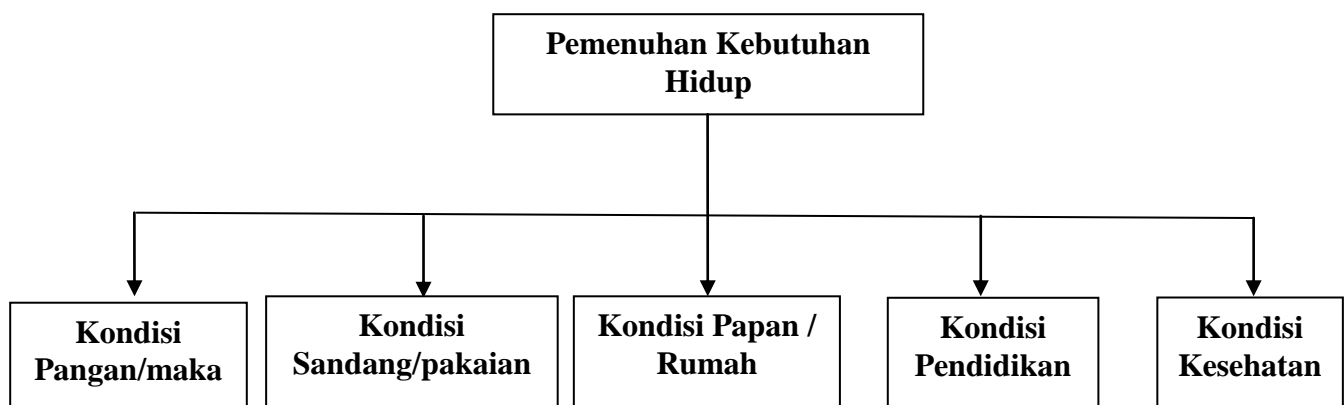 Pemenuhan Kebutuhan
Hidup
Kondisi
Pangan/maka
Kondisi
Sandang/pakaian
Kondisi Papan /
Rumah
Kondisi
Pendidikan
Kondisi
Kesehatan